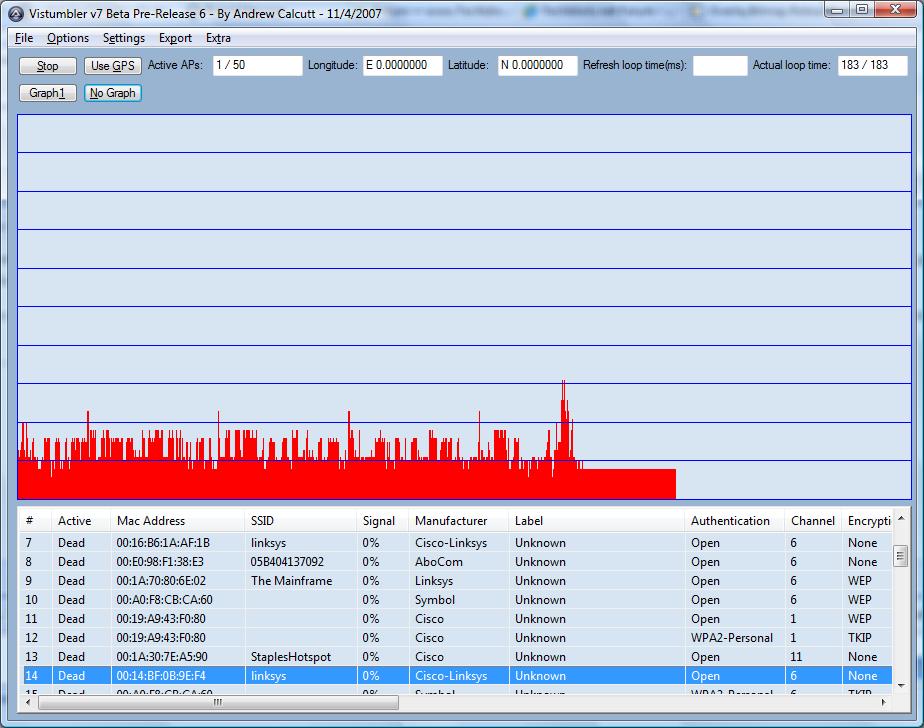 Vistumbler v7 Beta Pre-Release 6 - By Andrew Calcutt - 11/4/2007
File Options Settings Export Extra
Stop Use GPS Active APs: 1 / 50 Longitude: E 0.0000000 Latitude: N 0.0000000 Refresh loop time(ms): Actual loop time: 183 / 183
Graph1 No Graph
# Active Mac Address SSID Signal Manufacturer Label Authentication Channel Encrypti
7 Dead 00:16:B6:1A:AF:1B linksys 0% Cisco-Linksys Unknown Open 6 None
8 Dead 00:E0:98:F1:38:E3 05B404137092 0% AboCom Unknown Open 6 None
9 Dead 00:1A:70:80:6E:02 The Mainframe 0% Linksys Unknown Open 6 WEP
10 Dead 00:A0:F8:CB:CA:60 0% Symbol Unknown Open 6 WEP
11 Dead 00:19:A9:43:F0:80 0% Cisco Unknown Open 1 WEP
12 Dead 00:19:A9:43:F0:80 0% Cisco Unknown WPA2-Personal 1 TKIP
13 Dead 00:1A:30:7E:A5:90 StaplesHotspot 0% Cisco Unknown Open 11 None
14 Dead 00:14:BF:0B:9E:F4 linksys 0% Cisco-Linksys Unknown Open 6 None
15 Dead 00:A0:F8:CB:CA:60 0% Symbol Unknown WPA2-Personal 6 TKIP